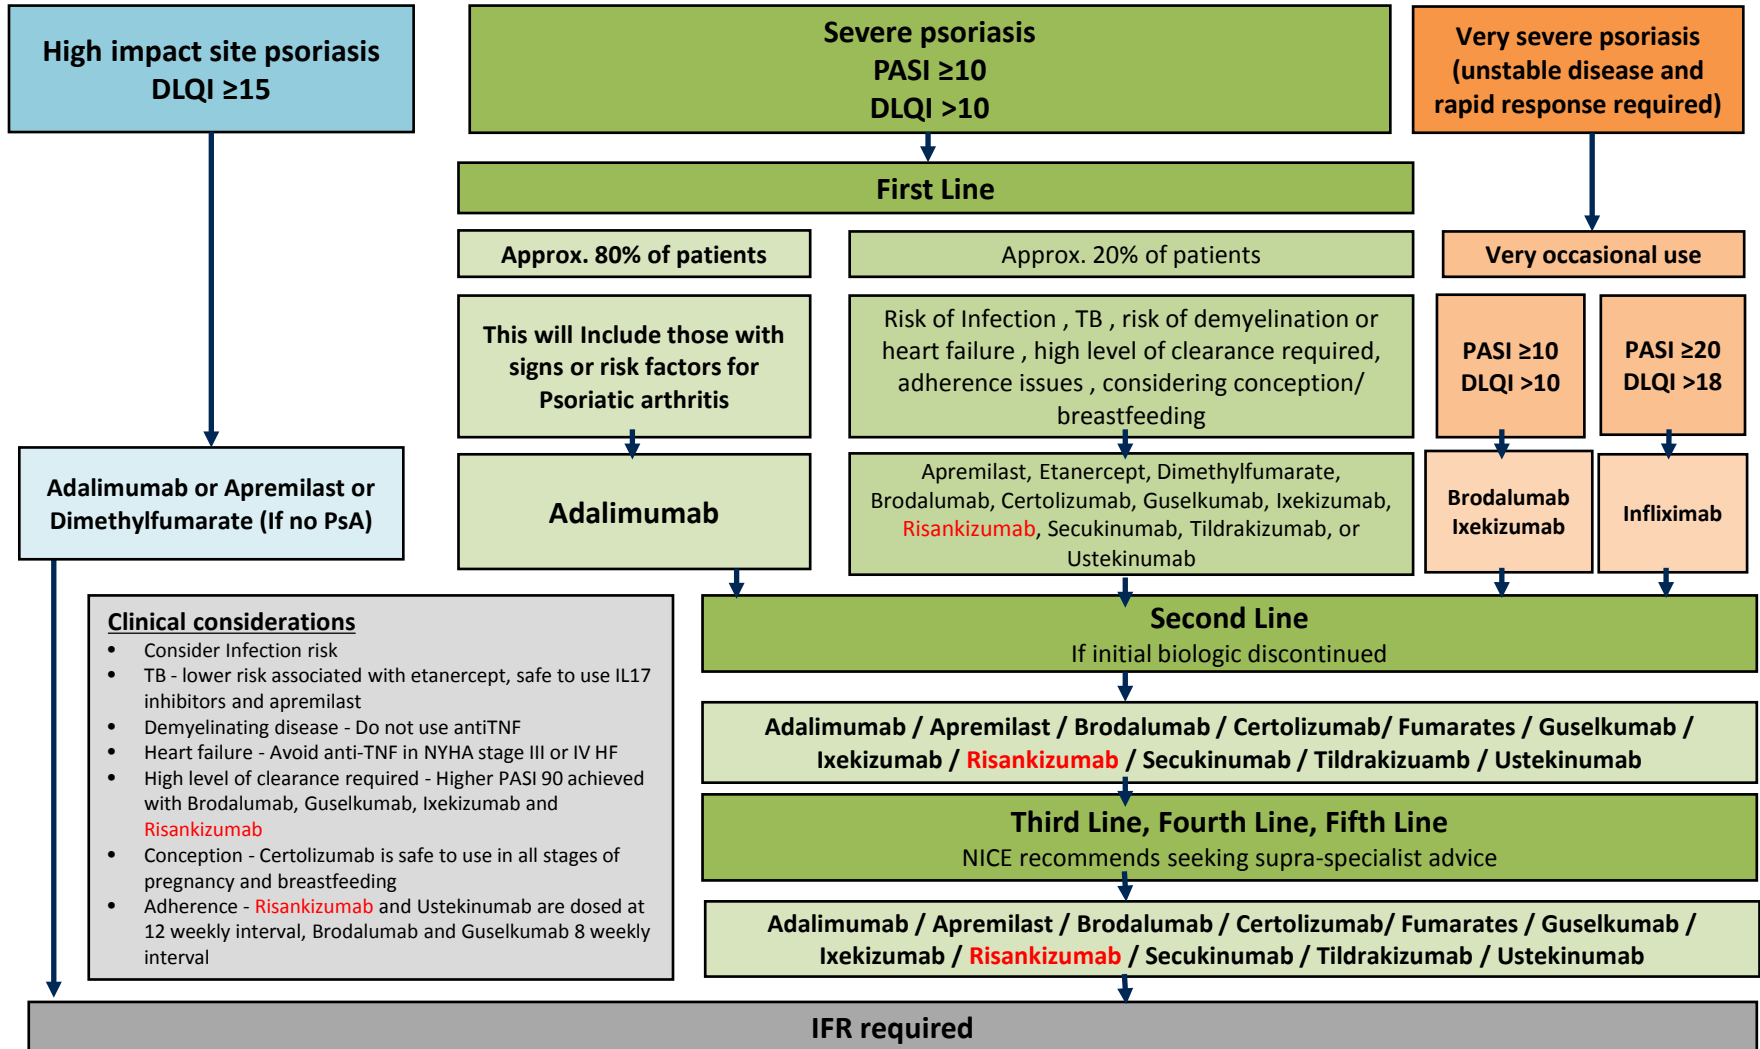 High impact site psoriasis
DLQI ≥15
Severe psoriasis
PASI ≥10
DLQI >10
Very severe psoriasis
(unstable disease and
rapid response required)
First Line
Approx. 80% of patients
Approx. 20% of patients
Very occasional use
This will Include those with
signs or risk factors for
Psoriatic arthritis
Risk of Infection , TB , risk of demyelination or
heart failure , high level of clearance required,
adherence issues , considering conception/
breastfeeding
PASI ≥10
DLQI >10
PASI ≥20
DLQI >18
Adalimumab or Apremilast or
Dimethylfumarate (If no PsA)
Adalimumab
Apremilast, Etanercept, Dimethylfumarate,
Brodalumab, Certolizumab, Guselkumab, Ixekizumab,
Risankizumab, Secukinumab, Tildrakizumab, or
Ustekinumab
Brodalumab
Ixekizumab
Infliximab
Clinical considerations
• Consider Infection risk
• TB - lower risk associated with etanercept, safe to use IL17
inhibitors and apremilast
• Demyelinating disease - Do not use antiTNF
• Heart failure - Avoid anti-TNF in NYHA stage III or IV HF
• High level of clearance required - Higher PASI 90 achieved
with Brodalumab, Guselkumab, Ixekizumab and
Risankizumab
• Conception - Certolizumab is safe to use in all stages of
pregnancy and breastfeeding
• Adherence - Risankizumab and Ustekinumab are dosed at
12 weekly interval, Brodalumab and Guselkumab 8 weekly
interval
Second Line
If initial biologic discontinued
Adalimumab / Apremilast / Brodalumab / Certolizumab/ Fumarates / Guselkumab /
Ixekizumab / Risankizumab / Secukinumab / Tildrakizuamb / Ustekinumab
Third Line, Fourth Line, Fifth Line
NICE recommends seeking supra-specialist advice
Adalimumab / Apremilast / Brodalumab / Certolizumab/ Fumarates / Guselkumab /
Ixekizumab / Risankizumab / Secukinumab / Tildrakizumab / Ustekinumab
IFR required